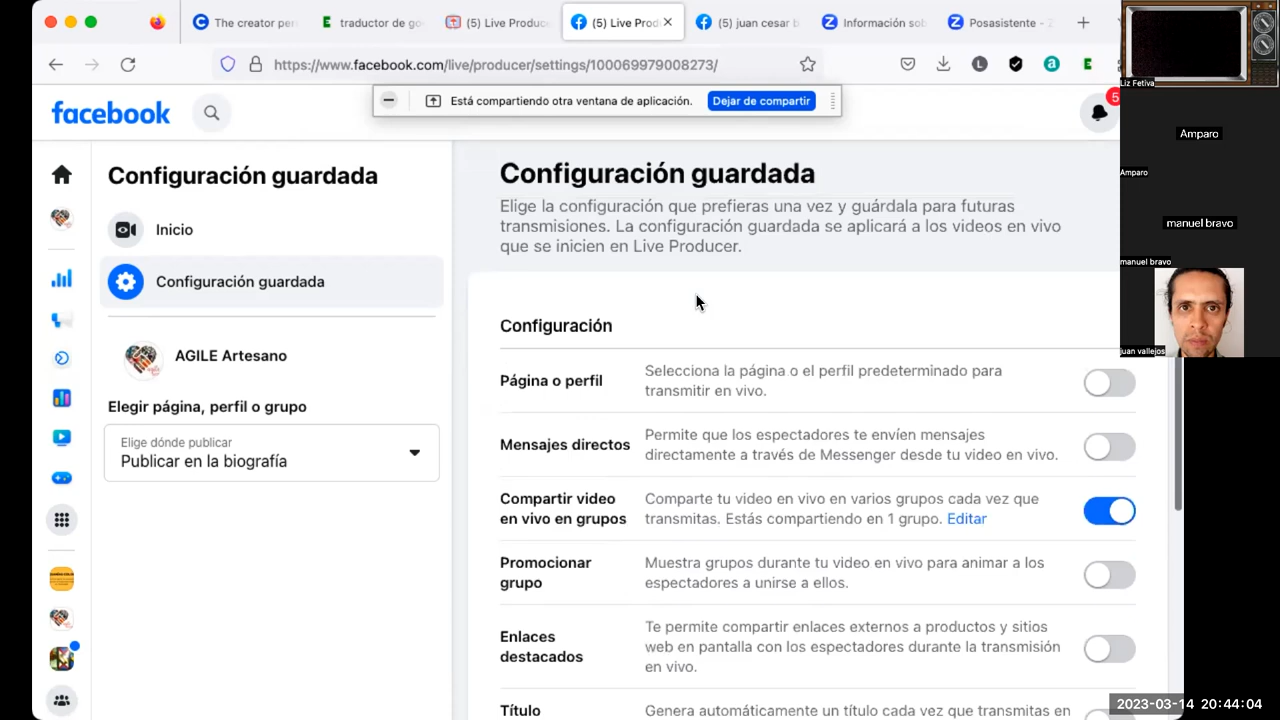 The creator per
traductor de go
(5) Live Produc
(5) Live Prod
(5) juan cesar b
Información sob
Posasistente - Z
https://www.facebook.com/live/producer/settings/100069979008273/
L
a
E
Está compartiendo otra ventana de aplicación.
Dejar de compartir
facebook
5
Configuración guardada
Inicio
Configuración guardada
AGILE Artesano
Elegir página, perfil o grupo
Elige dónde publicar
Publicar en la biografía
Configuración guardada
Elige la configuración que prefieras una vez y guárdala para futuras
transmisiones. La configuración guardada se aplicará a los videos en vivo
que se inicien en Live Producer.
Configuración
Página o perfil
Selecciona la página o el perfil predeterminado para
transmitir en vivo.
Mensajes directos
Permite que los espectadores te envíen mensajes
directamente a través de Messenger desde tu video en vivo.
Compartir video
en vivo en grupos
Comparte tu video en vivo en varios grupos cada vez que
transmitas. Estás compartiendo en 1 grupo. Editar
Promocionar
grupo
Muestra grupos durante tu video en vivo para animar a los
espectadores a unirse a ellos.
Enlaces
destacados
Te permite compartir enlaces externos a productos y sitios
web en pantalla con los espectadores durante la transmisión
en vivo.
Título
Genera automáticamente un título cada vez que transmitas en
Liz Fetiva
Amparo
Amparo
manuel bravo
manuel bravo
juan vallejos
2023-03-14 20:44:04